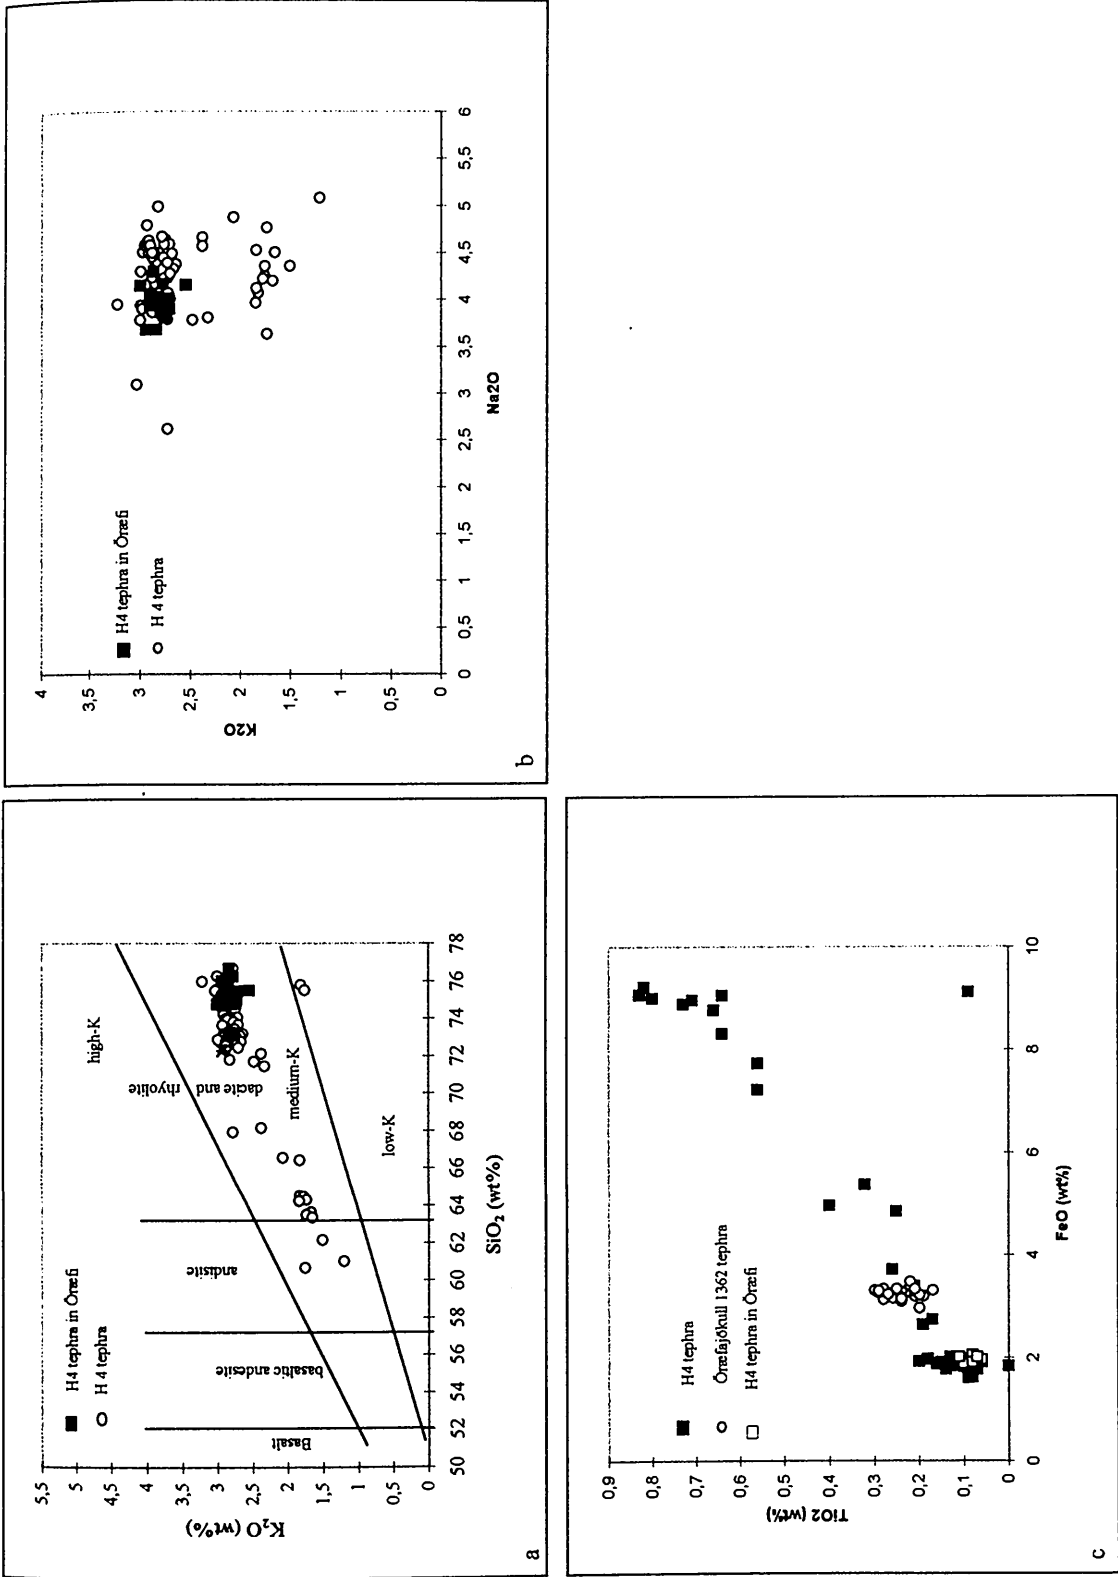 H4 tephra in Öræfi
H 4 tephra
5,5
5
4,5
4
3,5
3
2,5
2
1,5
1
0,5
0
K₂O (wt%)
Basalt
basaltic andesite
andisite
dacite and
rhyolite
high-K
medium-K
low-K
50
52
54
56
58
60
62
64
66
68
70
72
74
76
78
SiO₂ (wt%)
a
H4 tephra in Öræfi
H 4 tephra
4
3,5
3
2,5
2
1,5
1
0
K2O
0
0,5
1
1,5
2
2,5
3
3,5
4
4,5
5
5,5
6
Na2O
b
H4 tephra
Öræfajökull 1362 tephra
H4 tephra in Öræfi
0,9
0,8
0,7
0,6
0,5
0,4
0,3
0,2
0,1
0
TiO2 (wt%)
0
2
4
6
8
10
FeO (wt%)
c